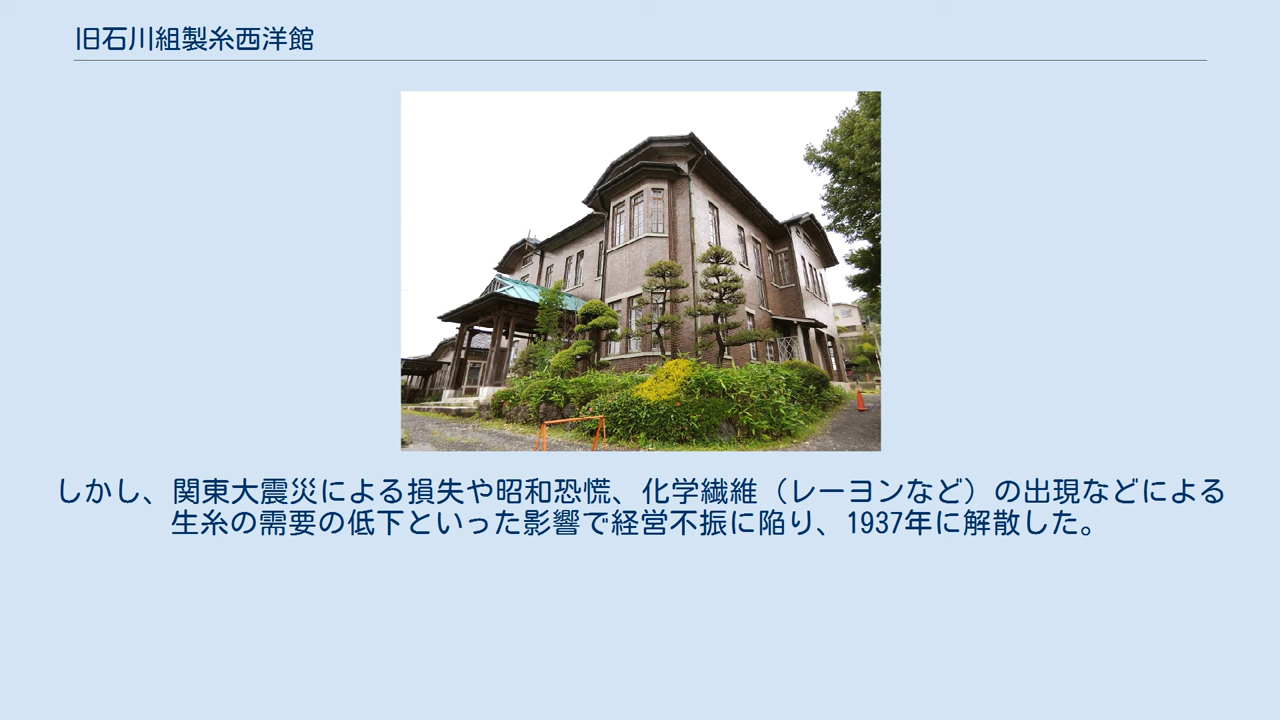 旧石川組製糸西洋館
しかし、関東大震災による損失や昭和恐慌、化学繊維（レーヨンなど）の出現などによる
生糸の需要の低下といった影響で経営不振に陥り、1937年に解散した。